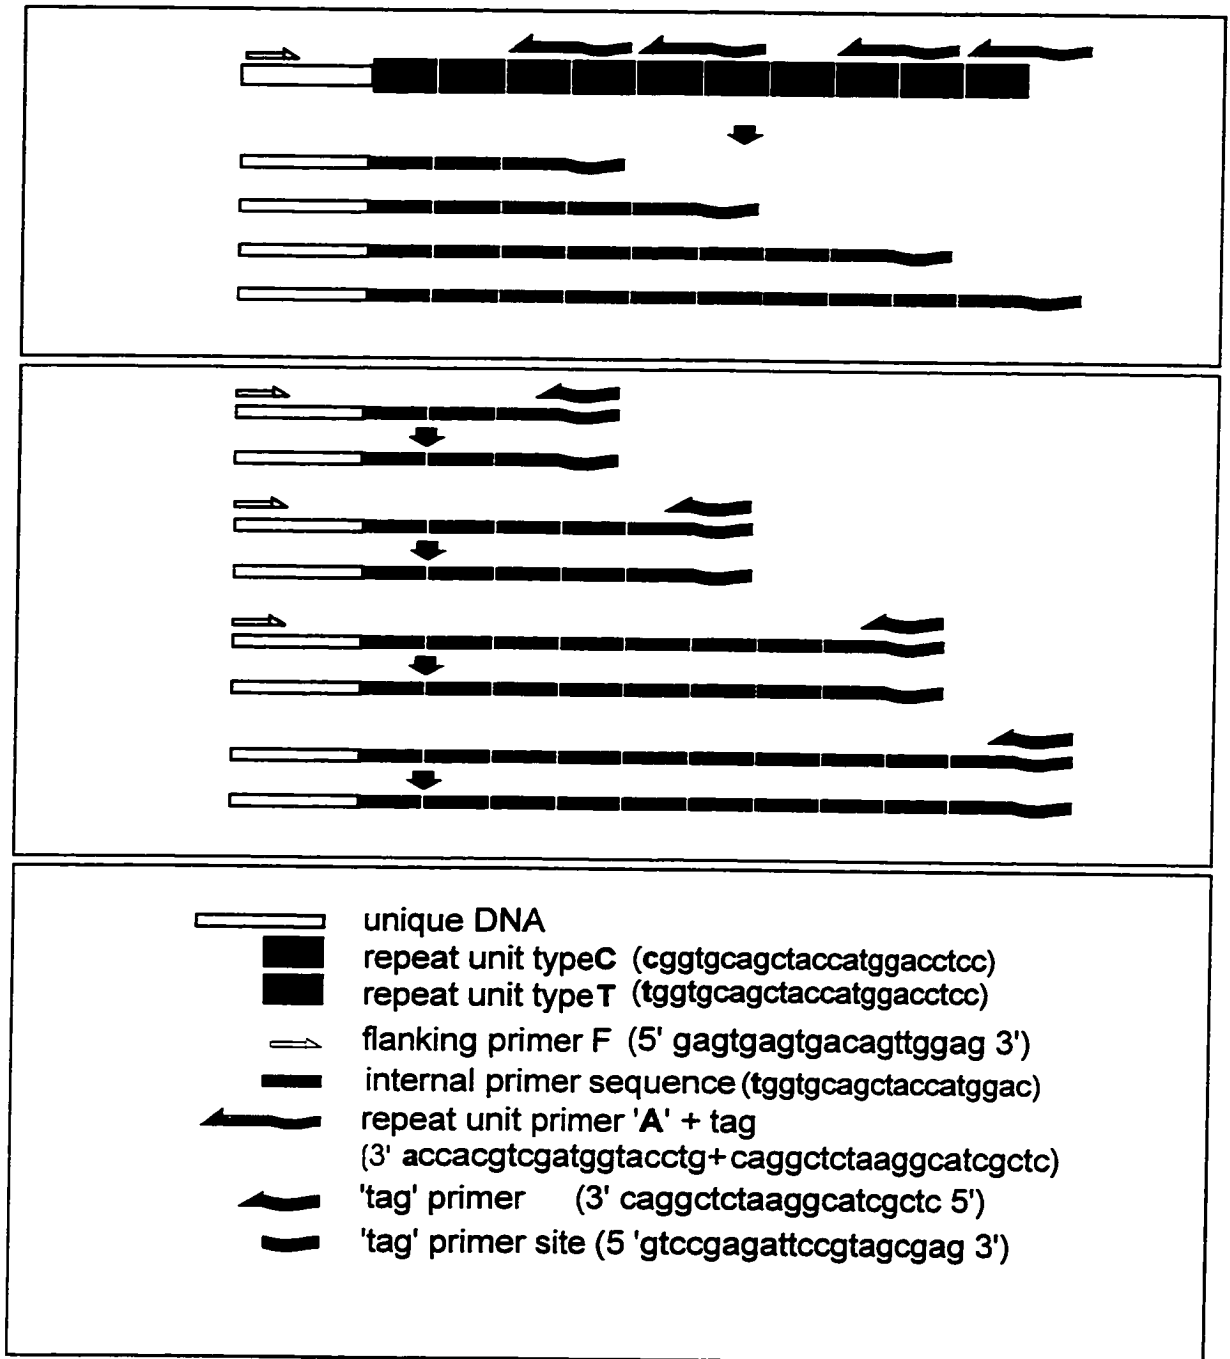 unique DNA
repeat unit typeC (cggtgcagctaccatggacctcc)
repeat unit typeT (tggtgcagctaccatggacctcc)
flanking primer F (5' gagtgagtgacagttggag 3')
internal primer sequence (tggtgcagctaccatggac)
repeat unit primer 'A' + tag
(3' accacgtcgatggtacctg+caggctctaaggcatcgctc)
'tag' primer (3' caggctctaaggcatcgctc 5')
'tag' primer site (5 'gtccgagattccgtagcgag 3')